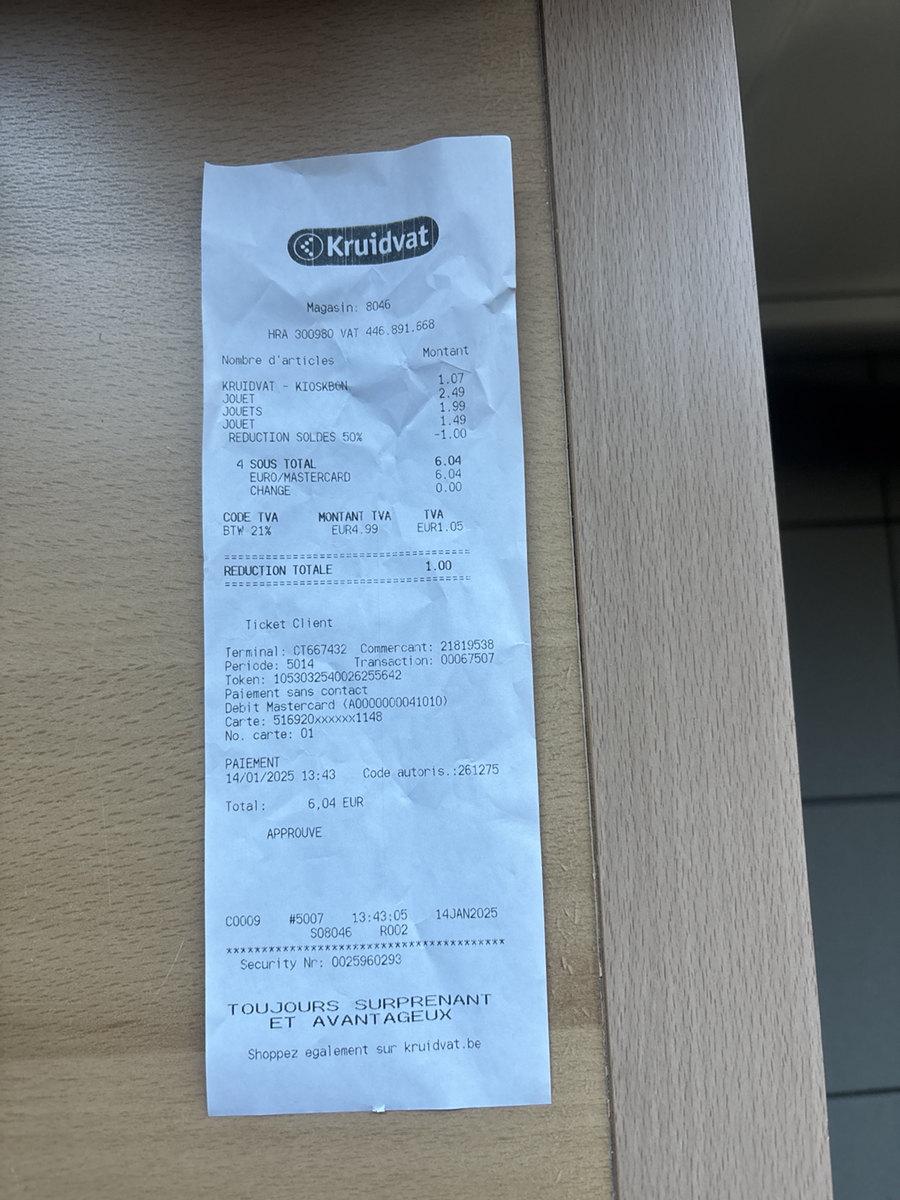 Kruidvat
Magasin: 8046
HRA 300980 VAT 446.891.668
Nombre d'articles Montant
KRUIDVAT - KIOSKBON 1.07
JOUET 2.49
JOUETS 1.99
JOUET 1.49
REDUCTION SOLDES 50% -1.00
4 SOUS TOTAL 6.04
EURO/MASTERCARD 6.04
CHANGE 0.00
CODE TVA MONTANT TVA TVA
BTW 21% EUR4.99 EUR1.05
========================================
REDUCTION TOTALE 1.00
========================================
Ticket Client
Terminal: CT667432 Commercant: 21819538
Periode: 5014 Transaction: 00067507
Token: 1053032540026255642
Paiement sans contact
Debit Mastercard (A0000000041010)
Carte: 516920xxxxxx1148
No. carte: 01
PAIEMENT
14/01/2025 13:43 Code autoris.:261275
Total: 6,04 EUR
APPROUVE
C0009 #5007 13:43:05 14JAN2025
S08046 R002
****************************************
Security Nr: 0025960293
TOUJOURS SURPRENANT
ET AVANTAGEUX
Shoppez egalement sur kruidvat.be